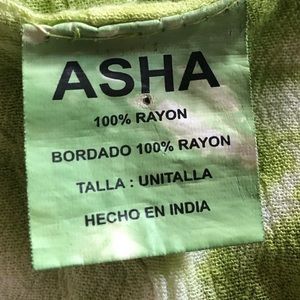 ASHA
100% RAYON
BORDADO 100% RAYON
TALLA : UNITALLA
HECHO EN INDIA